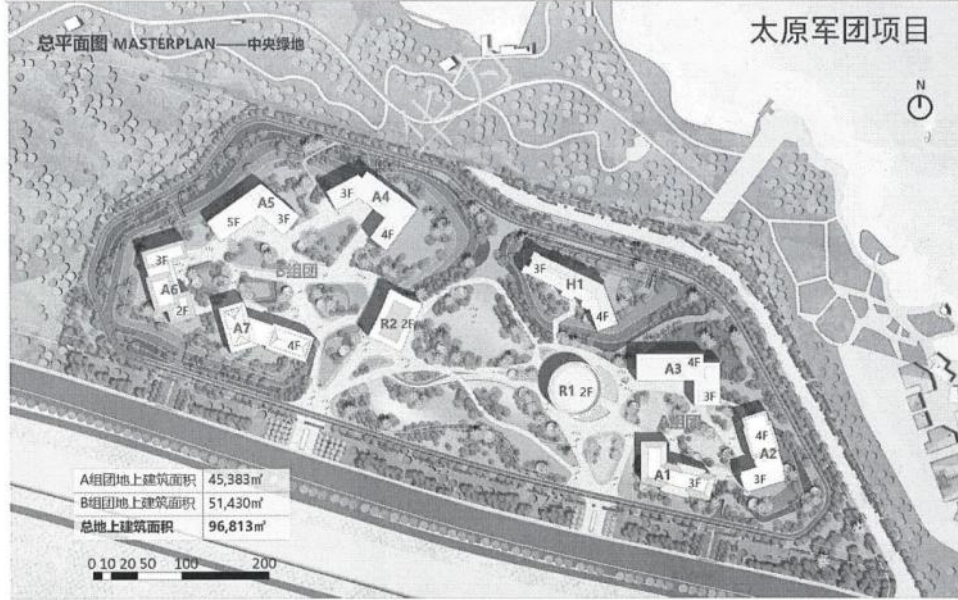 总平面图 MASTERPLAN——中央绿地
太原军团项目
N
3F
A4
4F
A5
5F
3F
3F
A6
2F
B组团
A7
4F
R2 2F
3F
H1
4F
R1 2F
A3 4F
3F
A组团
4F
A2
3F
A1
3F
A组团地上建筑面积 45,383㎡
B组团地上建筑面积 51,430㎡
总地上建筑面积 96,813㎡
0 10 20 50 100 200